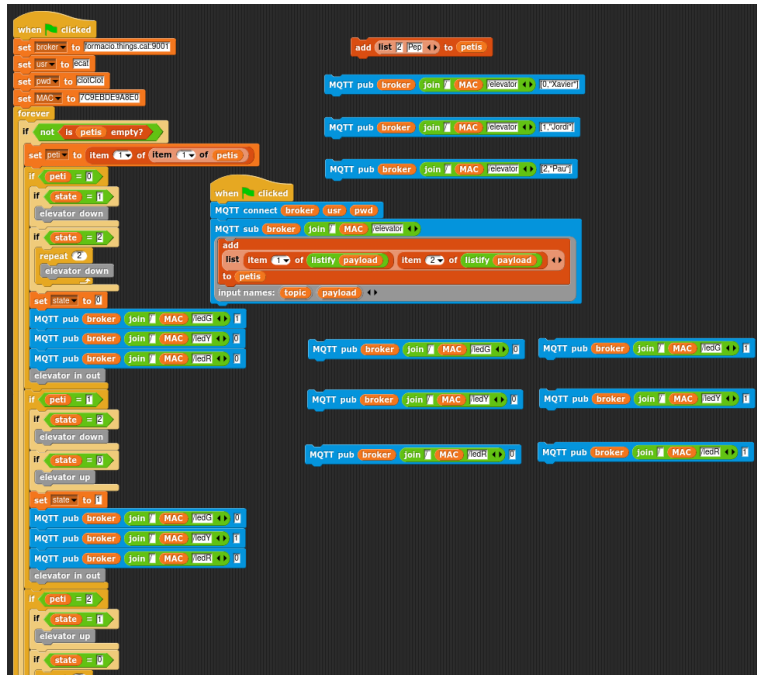 when clicked
set broker to formacio.things.cat:9001
set usr to ecat
set pwd to clotClot
set MAC to 7C9EBDE9A8E0
forever
if not is petis empty?
set peti to item 1 of item 1 of petis
if peti = 0
if state = 1
elevator down
if state = 2
repeat 2
elevator down
set state to 0
MQTT pub broker join / MAC /ledG 1
MQTT pub broker join / MAC /ledY 0
MQTT pub broker join / MAC /ledR 0
elevator in out
if peti = 1
if state = 2
elevator down
if state = 0
elevator up
set state to 1
MQTT pub broker join / MAC /ledG 0
MQTT pub broker join / MAC /ledY 1
MQTT pub broker join / MAC /ledR 0
elevator in out
if peti = 2
if state = 1
elevator up
if state = 0
add list 2 Pep to petis
MQTT pub broker join / MAC /elevator [0,"Xavier"]
MQTT pub broker join / MAC /elevator [1,"Jordi"]
MQTT pub broker join / MAC /elevator [2,"Pau"]
when clicked
MQTT connect broker usr pwd
MQTT sub broker join / MAC /elevator
add
list item 1 of listify payload item 2 of listify payload
to petis
input names: topic payload
MQTT pub broker join / MAC /ledG 0
MQTT pub broker join / MAC /ledG 1
MQTT pub broker join / MAC /ledY 0
MQTT pub broker join / MAC /ledY 1
MQTT pub broker join / MAC /ledR 0
MQTT pub broker join / MAC /ledR 1